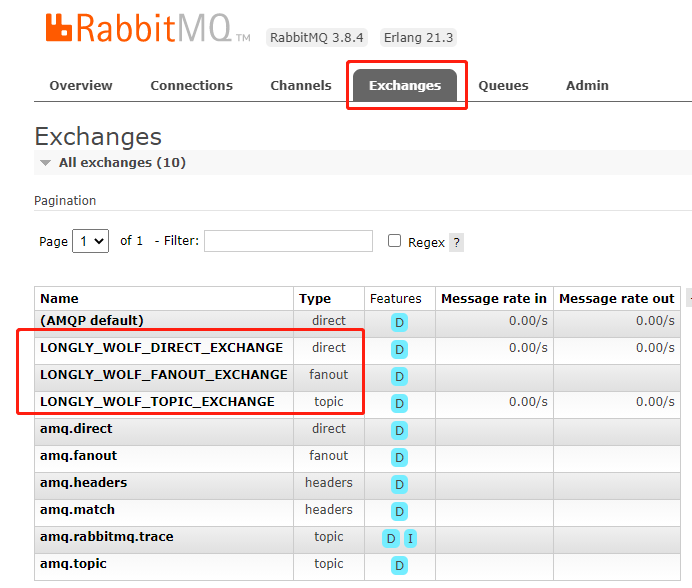 RabbitMQ TM RabbitMQ 3.8.4 Erlang 21.3
Overview Connections Channels Exchanges Queues Admin
Exchanges
All exchanges (10)
Pagination
Page 1 of 1 - Filter: Regex ?
Name Type Features Message rate in Message rate out
(AMQP default) direct D 0.00/s 0.00/s
LONGLY_WOLF_DIRECT_EXCHANGE direct D 0.00/s 0.00/s
LONGLY_WOLF_FANOUT_EXCHANGE fanout D
LONGLY_WOLF_TOPIC_EXCHANGE topic D 0.00/s 0.00/s
amq.direct direct D
amq.fanout fanout D
amq.headers headers D
amq.match headers D
amq.rabbitmq.trace topic D I
amq.topic topic D